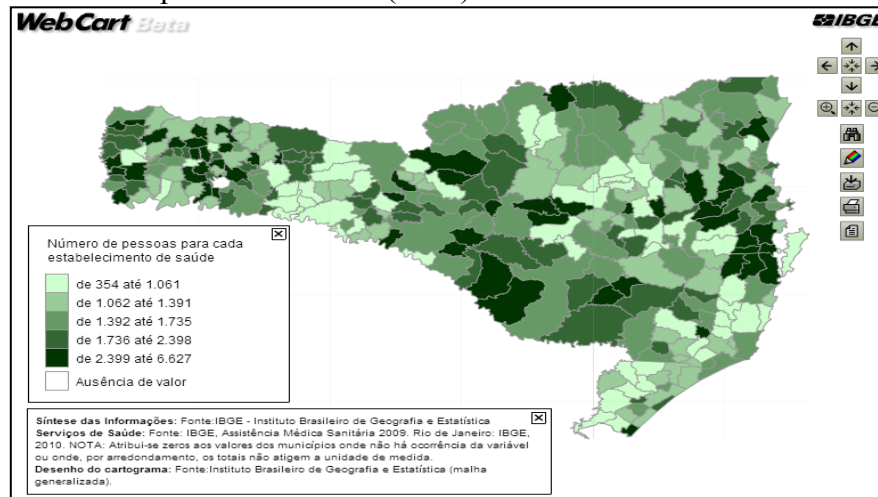 WebCart Beta
IBGE
Número de pessoas para cada
estabelecimento de saúde
de 354 até 1.061
de 1.062 até 1.391
de 1.392 até 1.735
de 1.736 até 2.398
de 2.399 até 6.627
Ausência de valor
Síntese das Informações: Fonte:IBGE - Instituto Brasileiro de Geografia e Estatística
Serviços de Saúde: Fonte: IBGE, Assistência Médica Sanitária 2009. Rio de Janeiro: IBGE,
2010. NOTA: Atribui-se zeros aos valores dos municípios onde não há ocorrência da variável
ou onde, por arredondamento, os totais não atigem a unidade de medida.
Desenho do cartograma: Fonte:Instituto Brasileiro de Geografia e Estatística (malha
generalizada).